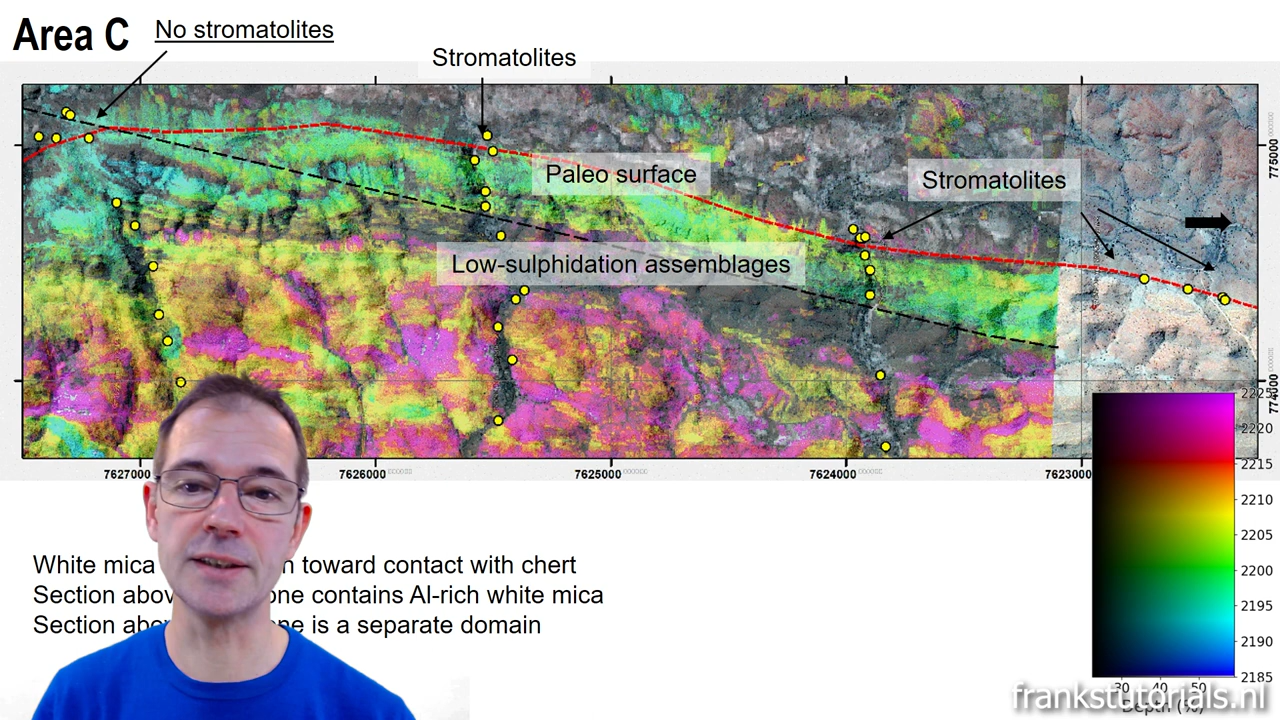 Area C
No stromatolites
Stromatolites
Paleo surface
Stromatolites
Low-sulphidation assemblages
775000
774000
7627000
7626000
7625000
7624000
7623000
2220
2215
2210
2205
2200
2195
2190
2185
30 40 50
Depth (%)
White mica n toward contact with chert
Section abov one contains Al-rich white mica
Section abo ne is a separate domain
frankstutorials.nl